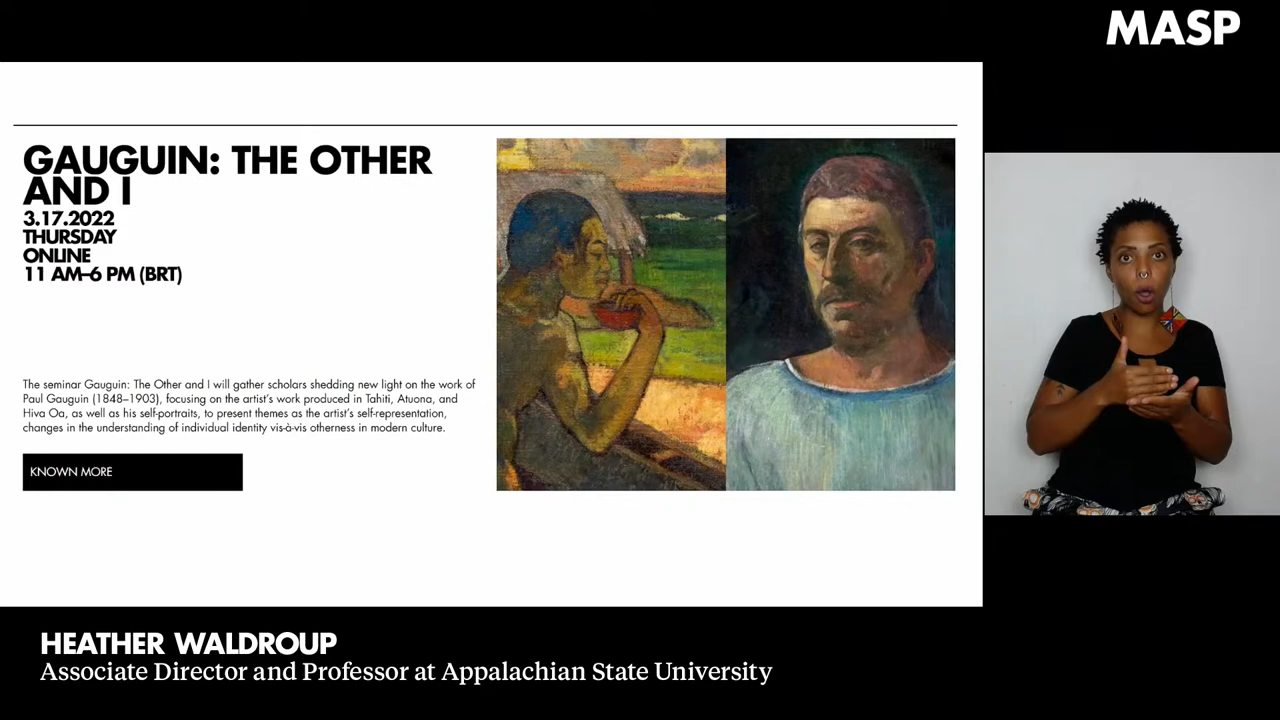 MASP
GAUGUIN: THE OTHER
AND I
3.17.2022
THURSDAY
ONLINE
11 AM–6 PM (BRT)
The seminar Gauguin: The Other and I will gather scholars shedding new light on the work of
Paul Gauguin (1848–1903), focusing on the artist's work produced in Tahiti, Atuona, and
Hiva Oa, as well as his self-portraits, to present themes as the artist's self-representation,
changes in the understanding of individual identity vis-à-vis otherness in modern culture.
KNOWN MORE
HEATHER WALDROUP
Associate Director and Professor at Appalachian State University